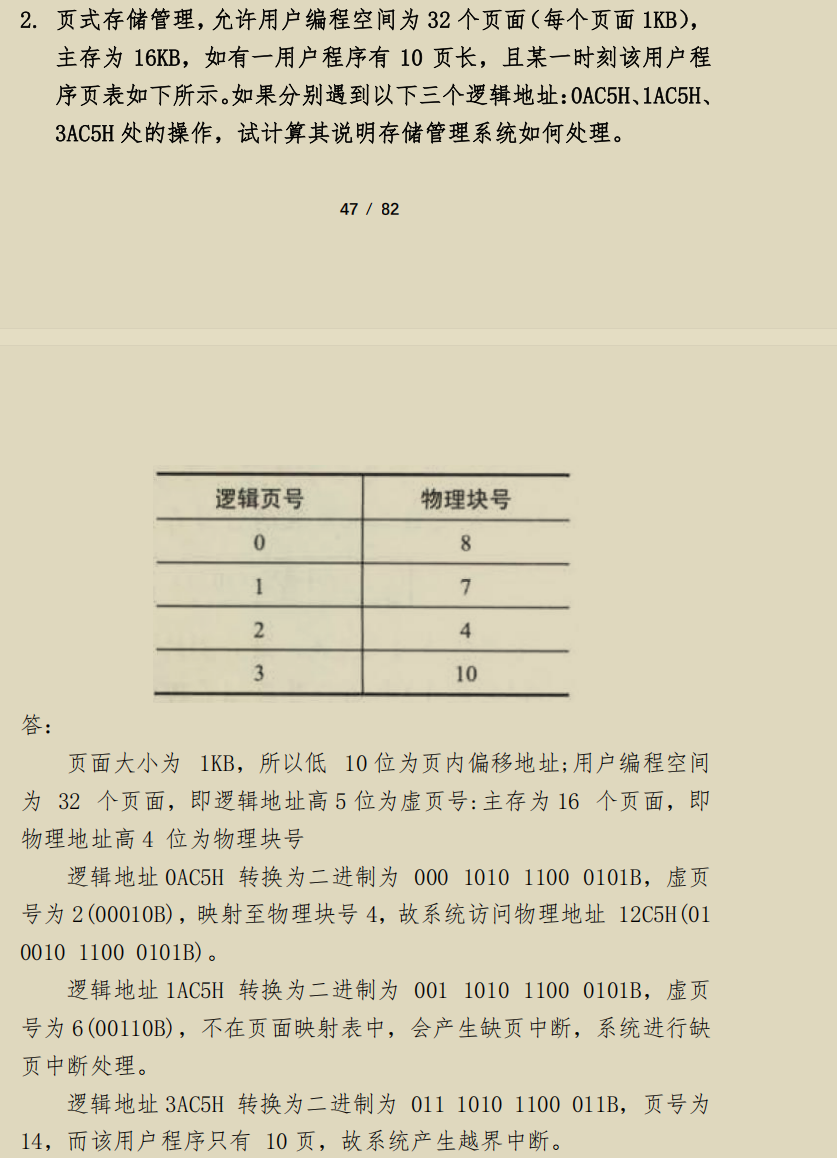 2. 页式存储管理，允许用户编程空间为 32 个页面（每个页面 1KB），
主存为 16KB，如有一用户程序有 10 页长，且某一时刻该用户程
序页表如下所示。如果分别遇到以下三个逻辑地址：0AC5H、1AC5H、
3AC5H 处的操作，试计算其说明存储管理系统如何处理。
47 / 82
逻辑页号 物理块号
0 8
1 7
2 4
3 10
答：
页面大小为 1KB，所以低 10 位为页内偏移地址;用户编程空间
为 32 个页面，即逻辑地址高 5 位为虚页号:主存为 16 个页面，即
物理地址高 4 位为物理块号
逻辑地址 0AC5H 转换为二进制为 000 1010 1100 0101B，虚页
号为 2(00010B)，映射至物理块号 4，故系统访问物理地址 12C5H(01
0010 1100 0101B)。
逻辑地址 1AC5H 转换为二进制为 001 1010 1100 0101B，虚页
号为 6(00110B)，不在页面映射表中，会产生缺页中断，系统进行缺
页中断处理。
逻辑地址 3AC5H 转换为二进制为 011 1010 1100 011B，页号为
14，而该用户程序只有 10 页，故系统产生越界中断。